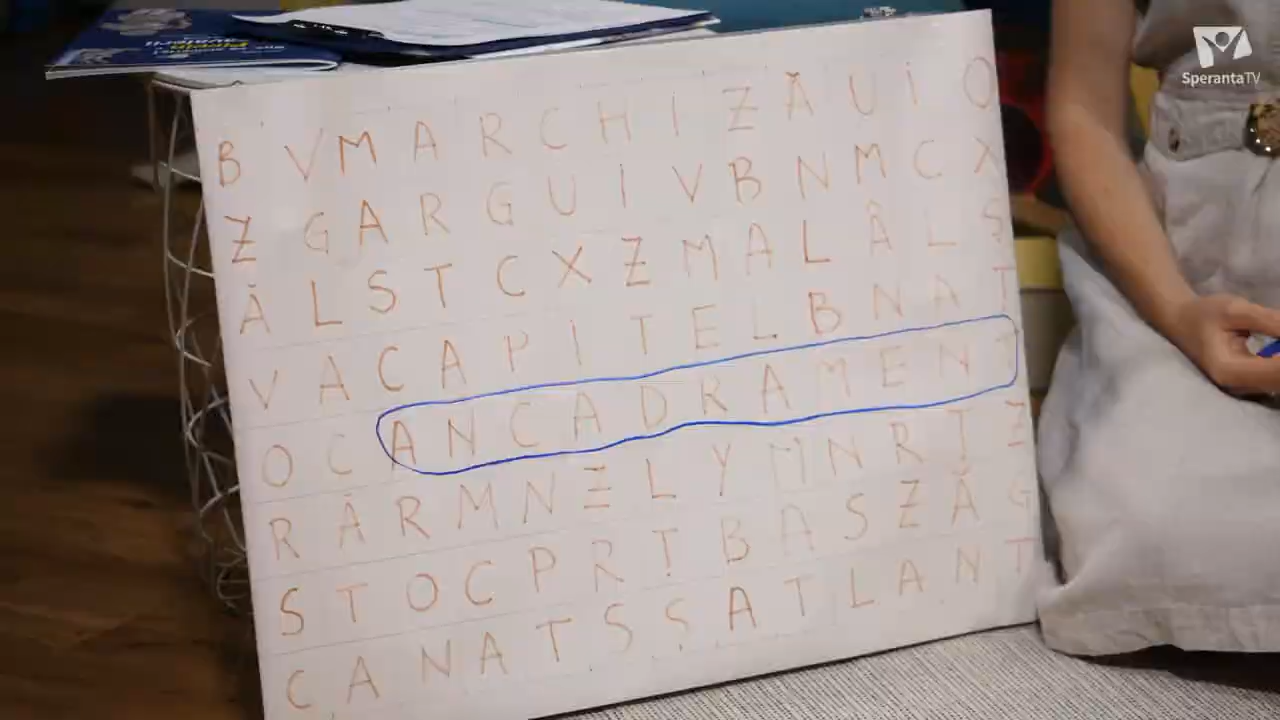 SperantaTV
B V M A R C H I Z Ă U I O
Z G A R G U I V B N M C X
Ă L S T C X Z M A L Â L Ș
V A C A P I T E L B N A T
O C A N C A D R A M E N T
R Ă R M N Z L Y M N R Ț Z
S T O C P R Ț B A S Z Ă G
C A N A T S Ș A T L A N T